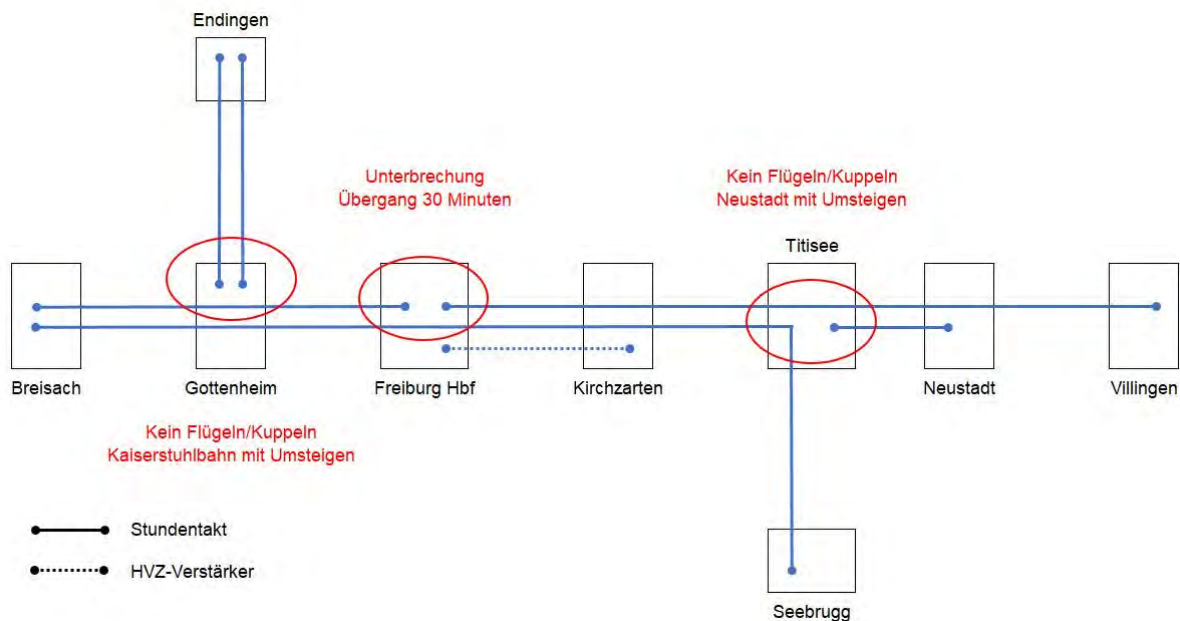 Endingen
Unterbrechung
Übergang 30 Minuten
Kein Flügeln/Kuppeln
Neustadt mit Umsteigen
Titisee
Breisach
Gottenheim
Freiburg Hbf
Kirchzarten
Neustadt
Villingen
Kein Flügeln/Kuppeln
Kaiserstuhlbahn mit Umsteigen
Stundentakt
HVZ-Verstärker
Seebrugg